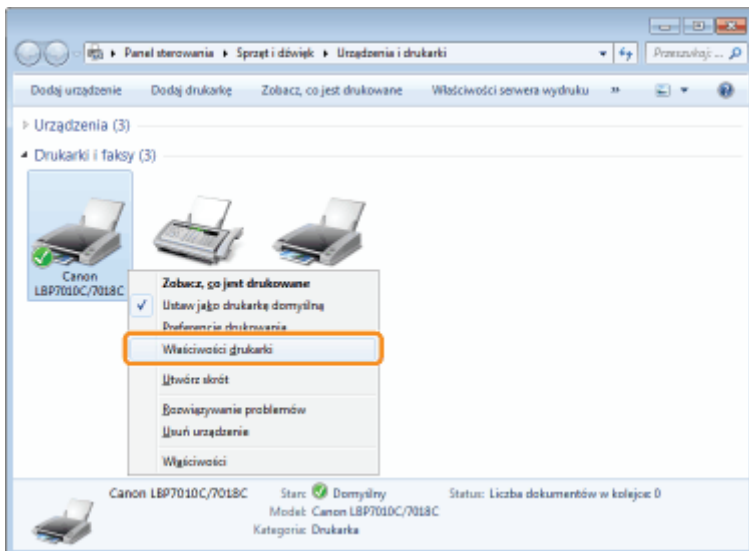 Panel sterowania ▸ Sprzęt i dźwięk ▸ Urządzenia i drukarki
Przeszukaj: ...
Dodaj urządzenie Dodaj drukarkę Zobacz, co jest drukowane Właściwości serwera wydruku »
Urządzenia (3)
Drukarki i faksy (3)
Canon
LBP7010C/7018C
Zobacz, co jest drukowane
Ustaw jako drukarkę domyślną
Preferencje drukowania
Właściwości drukarki
Utwórz skrót
Rozwiązywanie problemów
Usuń urządzenie
Właściwości
Canon LBP7010C/7018C Stan: Domyślny Status: Liczba dokumentów w kolejce: 0
Model: Canon LBP7010C/7018C
Kategoria: Drukarka